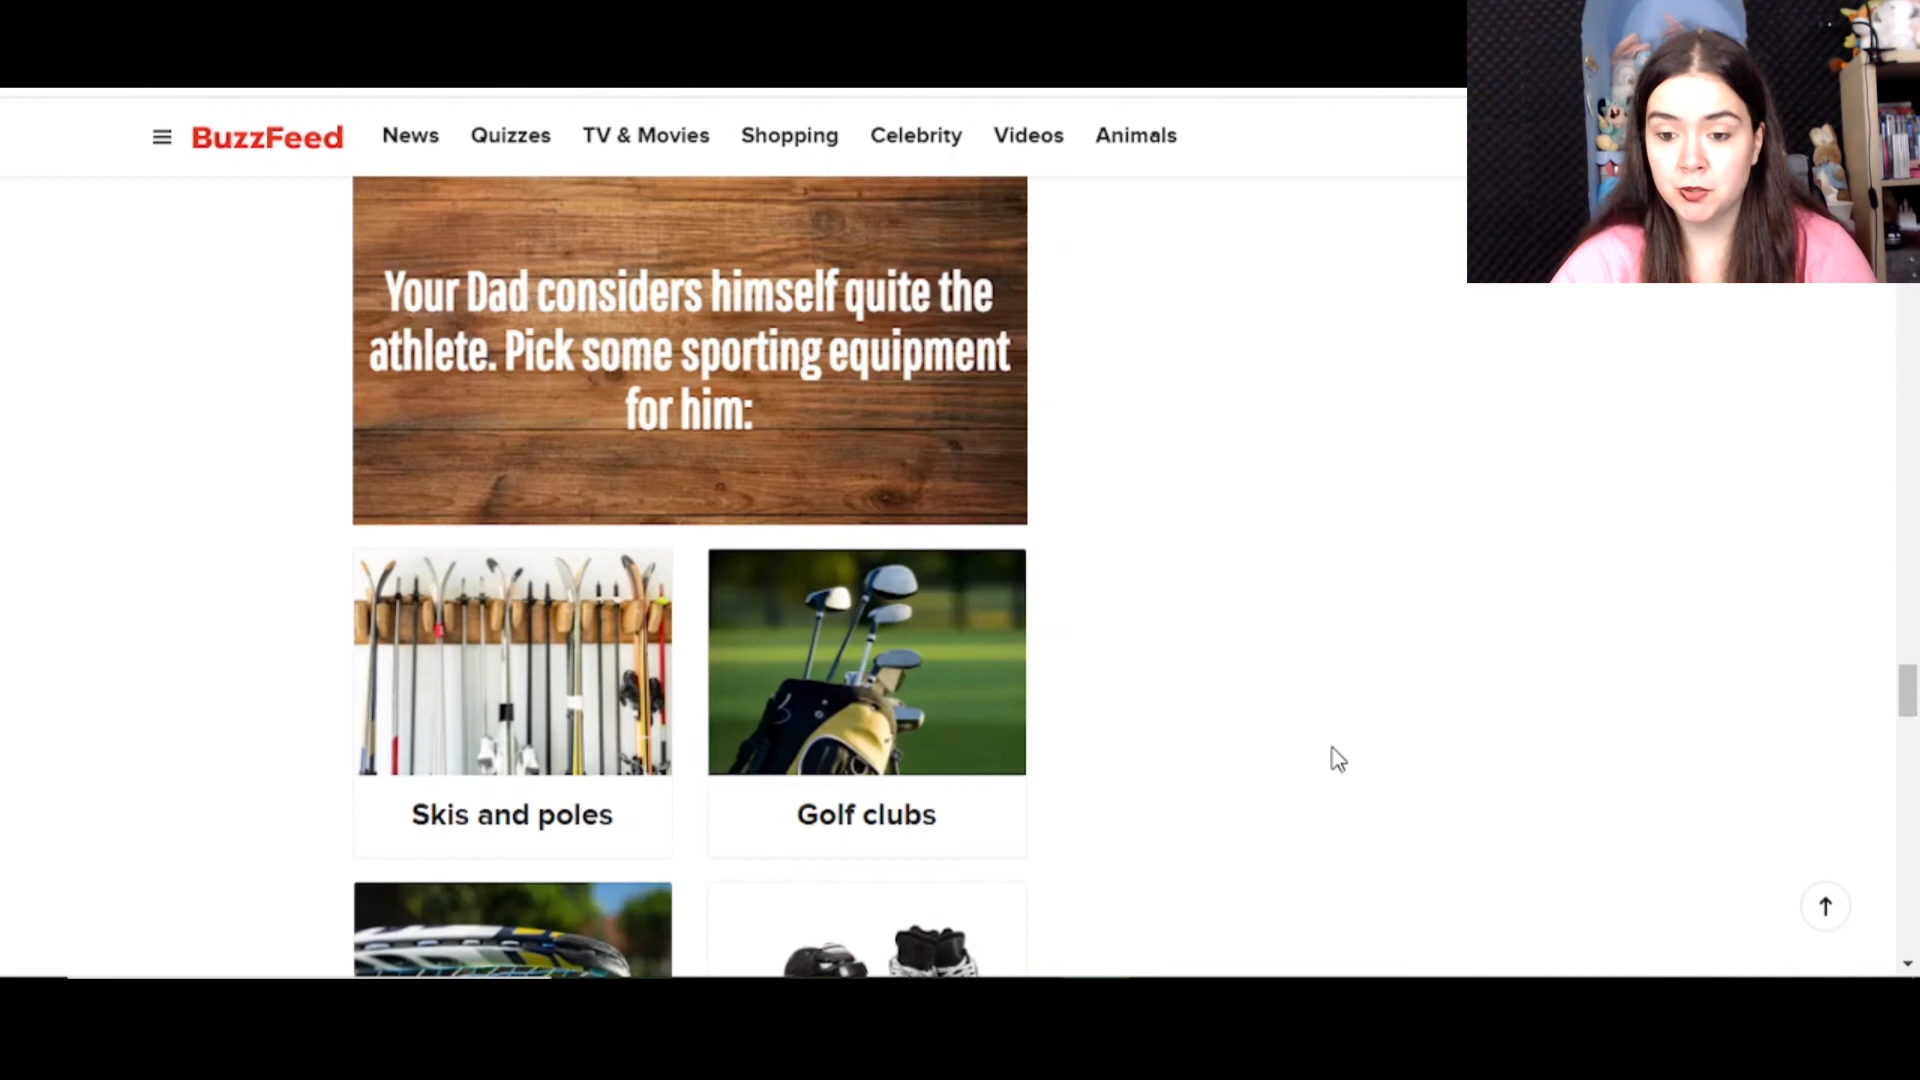 BuzzFeed News Quizzes TV & Movies Shopping Celebrity Videos Animals
Your Dad considers himself quite the
athlete. Pick some sporting equipment
for him:
Skis and poles Golf clubs